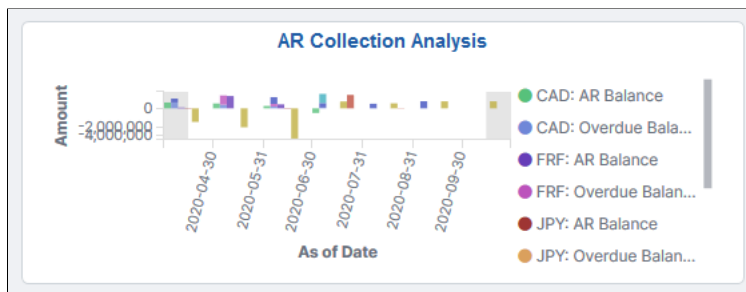 AR Collection Analysis
Amount
0
-2,000,000
-4,000,000
2020-04-30
2020-05-31
2020-06-30
2020-07-31
2020-08-31
2020-09-30
As of Date
CAD: AR Balance
CAD: Overdue Bala...
FRF: AR Balance
FRF: Overdue Balan...
JPY: AR Balance
JPY: Overdue Balan...